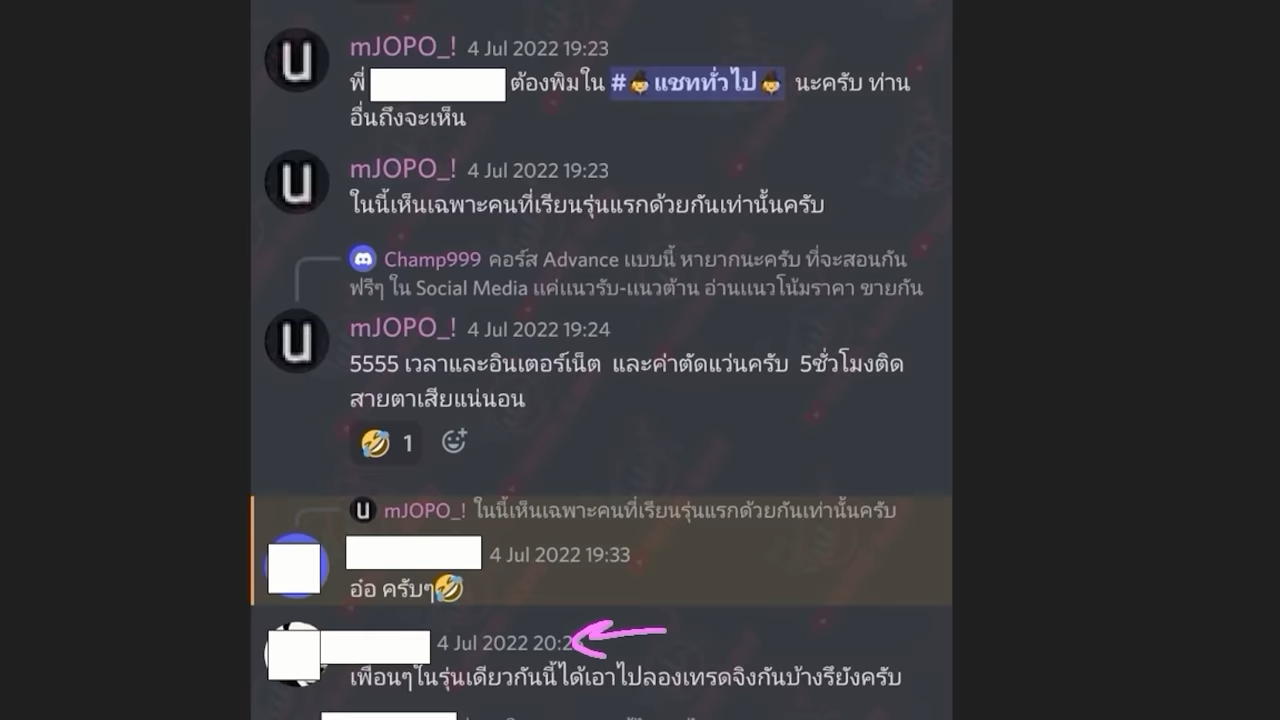 mJOPO_! 4 Jul 2022 19:23
พี่ ต้องพิมใน #แชททั่วไป นะครับ ท่าน
อื่นถึงจะเห็น
mJOPO_! 4 Jul 2022 19:23
ในนี้เห็นเฉพาะคนที่เรียนรุ่นแรกด้วยกันเท่านั้นครับ
Champ999 คอร์ส Advance แบบนี้ หายากนะครับ ที่จะสอนกัน
ฟรีๆ ใน Social Media แค่แนวรับ-แนวต้าน อ่านแนวโน้มราคา ขายกัน
mJOPO_! 4 Jul 2022 19:24
5555 เวลาและอินเตอร์เน็ต และค่าตัดแว่นครับ 5ชั่วโมงติด
สายตาเสียแน่นอน
🤣 1
mJOPO_! ในนี้เห็นเฉพาะคนที่เรียนรุ่นแรกด้วยกันเท่านั้นครับ
4 Jul 2022 19:33
อ๋อ ครับๆ🤣
4 Jul 2022
เพื่อนๆในรุ่นเดียวกันนี้ได้เอาไปลองเทรดจิงกันบ้างรึยังครับ